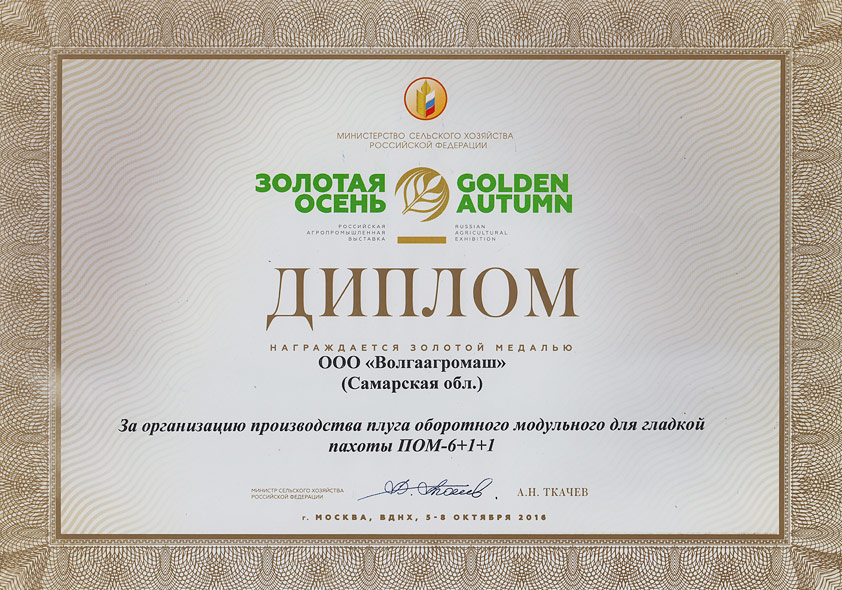 МИНИСТЕРСТВО СЕЛЬСКОГО ХОЗЯЙСТВА
РОССИЙСКОЙ ФЕДЕРАЦИИ
ЗОЛОТАЯ
ОСЕНЬ
GOLDEN
AUTUMN
РОССИЙСКАЯ
АГРОПРОМЫШЛЕННАЯ
ВЫСТАВКА
RUSSIAN
AGRICULTURAL
EXHIBITION
ДИПЛОМ
НАГРАЖДАЕТСЯ ЗОЛОТОЙ МЕДАЛЬЮ
ООО «Волгаагромаш»
(Самарская обл.)
За организацию производства плуга оборотного модульного для гладкой
пахоты ПОМ-6+1+1
МИНИСТР СЕЛЬСКОГО ХОЗЯЙСТВА
РОССИЙСКОЙ ФЕДЕРАЦИИ
А.Н. ТКАЧЕВ
г. МОСКВА, ВДНХ, 5-8 ОКТЯБРЯ 2016